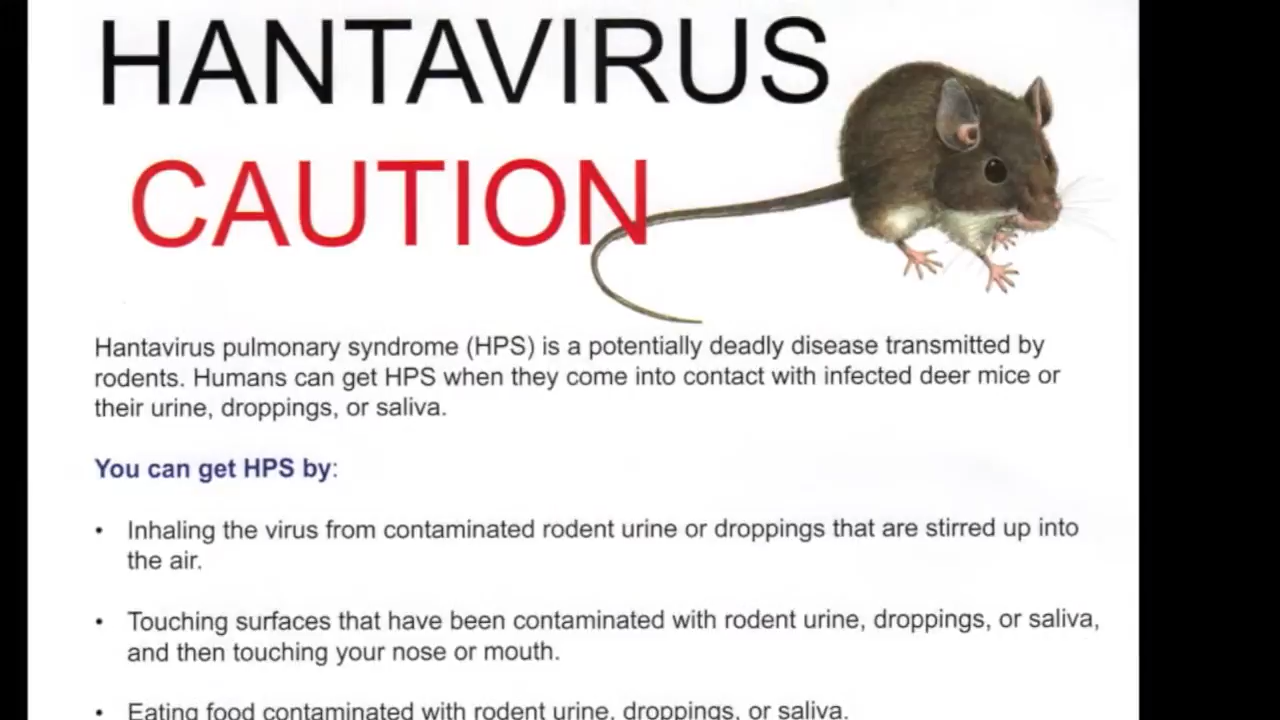 HANTAVIRUS
CAUTION
Hantavirus pulmonary syndrome (HPS) is a potentially deadly disease transmitted by
rodents. Humans can get HPS when they come into contact with infected deer mice or
their urine, droppings, or saliva.
You can get HPS by:
• Inhaling the virus from contaminated rodent urine or droppings that are stirred up into
the air.
• Touching surfaces that have been contaminated with rodent urine, droppings, or saliva,
and then touching your nose or mouth.
• Eating food contaminated with rodent urine, droppings, or saliva.